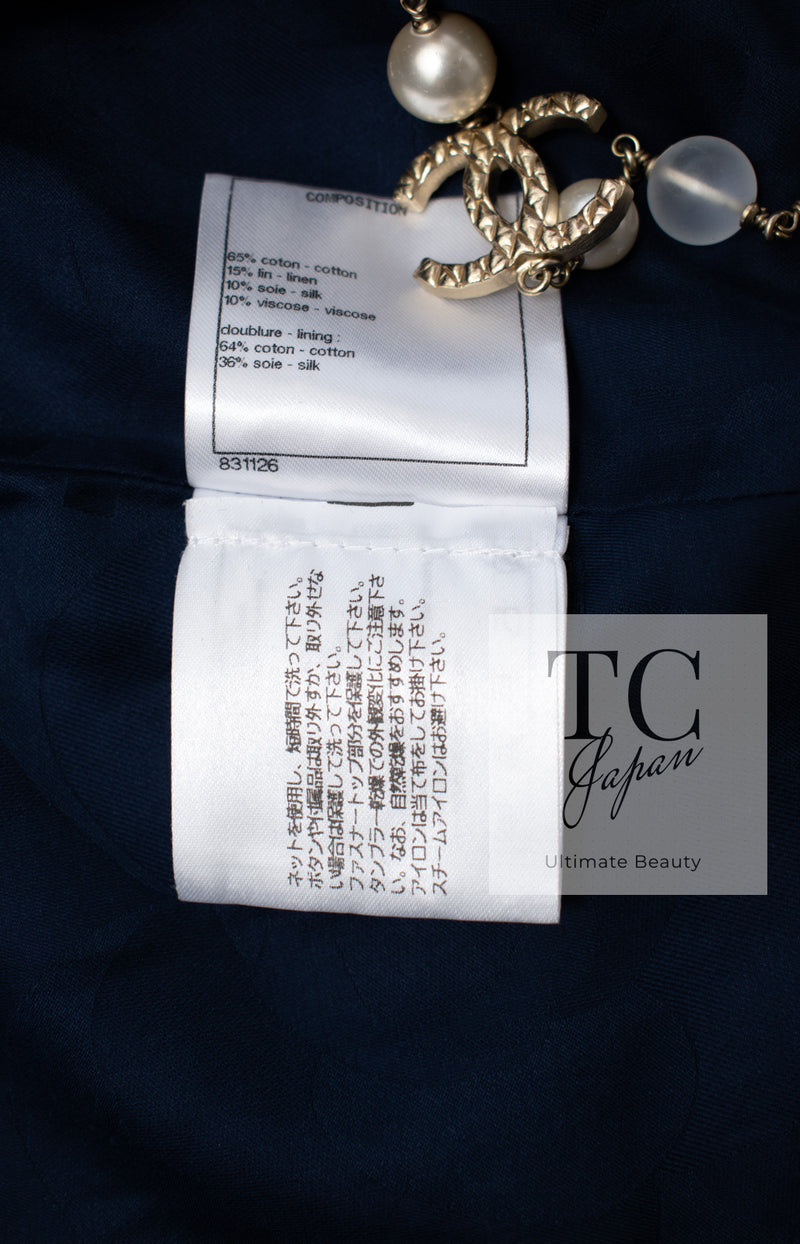 COMPOSITION
65% coton - cotton
15% lin - linen
10% soie - silk
10% viscose - viscose
doublure - lining :
64% coton - cotton
36% soie - silk
831126
ネットを使用し、短時間で洗って下さい。
ボタンや付属品は取り外すか、取り外せな
い場合は保護して洗って下さい。
ファスナートップ部分を保護して下さい。
タンブラー乾燥での外観変化にご注意下さ
い。なお、自然乾燥をおすすめします。
アイロンは当て布をしてお掛け下さい。
スチームアイロンはお避け下さい。
TC
Japan
Ultimate Beauty